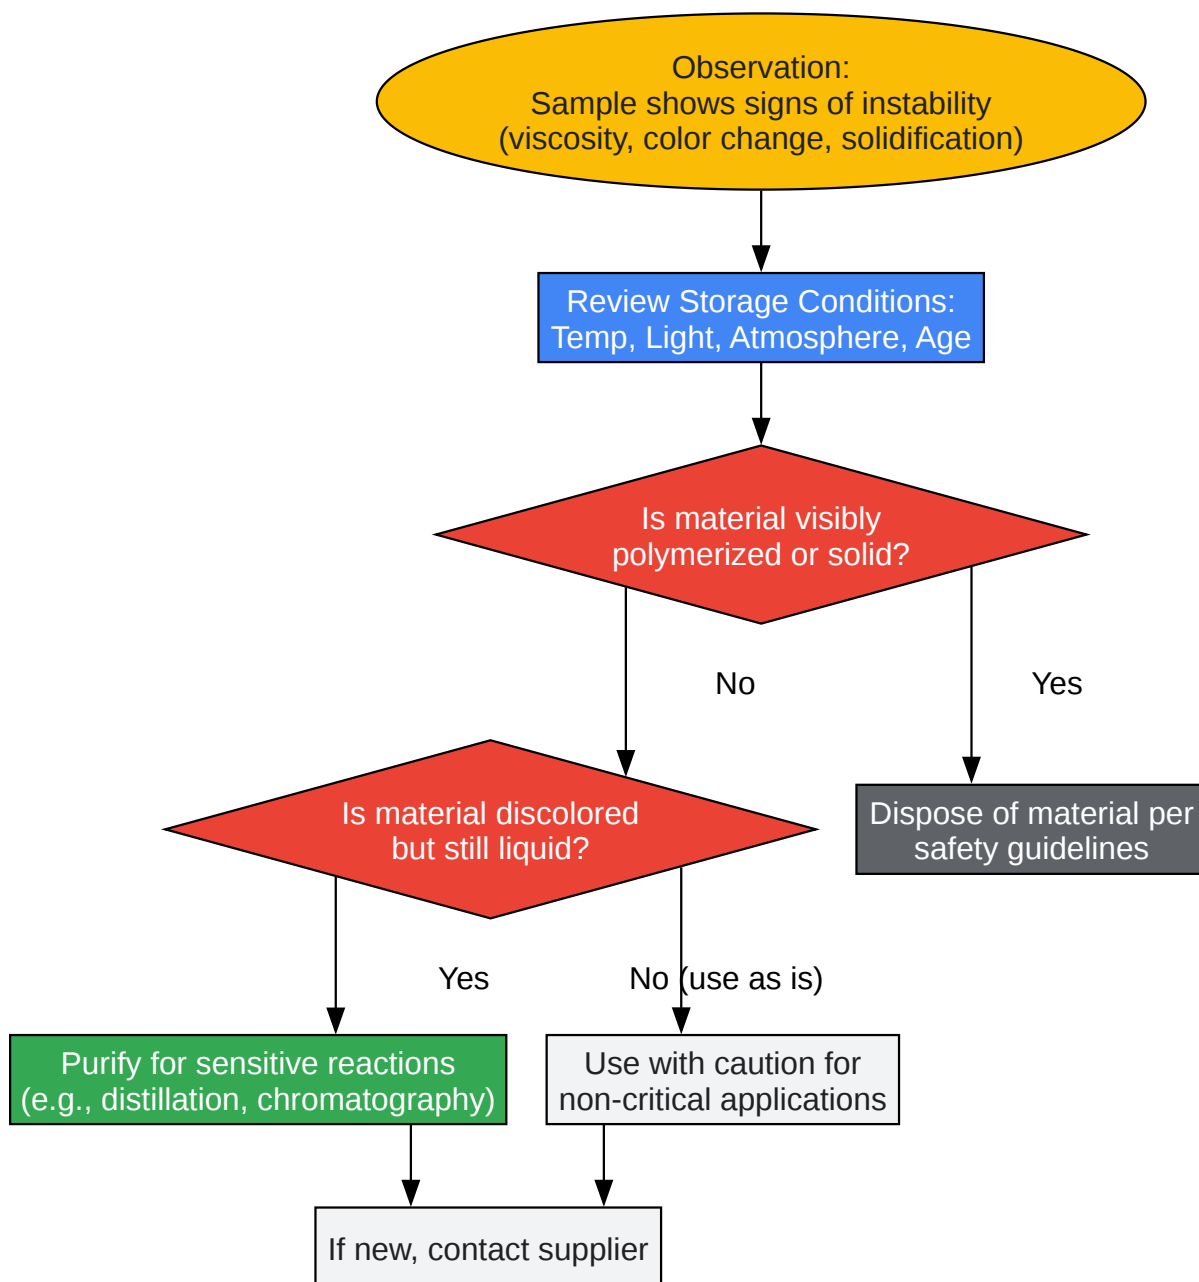 Observation:
Sample shows signs of instability
(viscosity, color change, solidification)
Review Storage Conditions:
Temp, Light, Atmosphere, Age
Is material visibly
polymerized or solid?
No
Yes
Is material discolored
but still liquid?
Dispose of material per
safety guidelines
Yes
No (use as is)
Purify for sensitive reactions
(e.g., distillation, chromatography)
Use with caution for
non-critical applications
If new, contact supplier